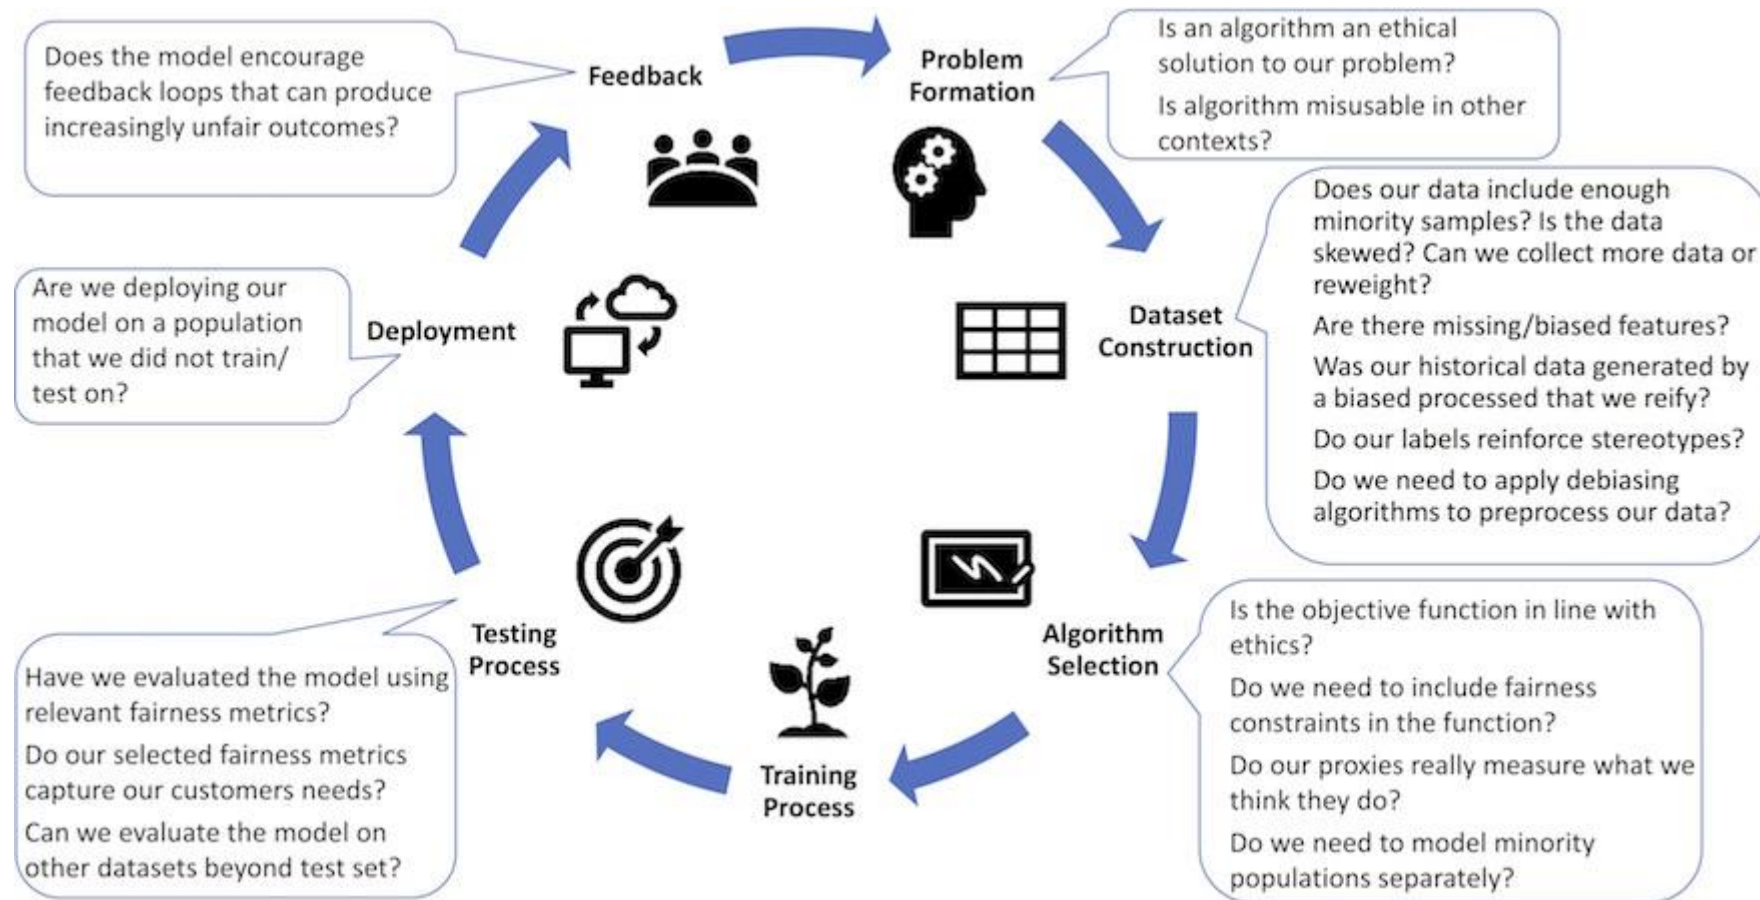 Feedback
Does the model encourage
feedback loops that can produce
increasingly unfair outcomes?
Problem
Formation
Is an algorithm an ethical
solution to our problem?
Is algorithm misusable in other
contexts?
Dataset
Construction
Does our data include enough
minority samples? Is the data
skewed? Can we collect more data or
reweight?
Are there missing/biased features?
Was our historical data generated by
a biased processed that we reify?
Do our labels reinforce stereotypes?
Do we need to apply debiasing
algorithms to preprocess our data?
Algorithm
Selection
Is the objective function in line with
ethics?
Do we need to include fairness
constraints in the function?
Do our proxies really measure what we
think they do?
Do we need to model minority
populations separately?
Training
Process
Testing
Process
Have we evaluated the model using
relevant fairness metrics?
Do our selected fairness metrics
capture our customers needs?
Can we evaluate the model on
other datasets beyond test set?
Deployment
Are we deploying our
model on a population
that we did not train/
test on?